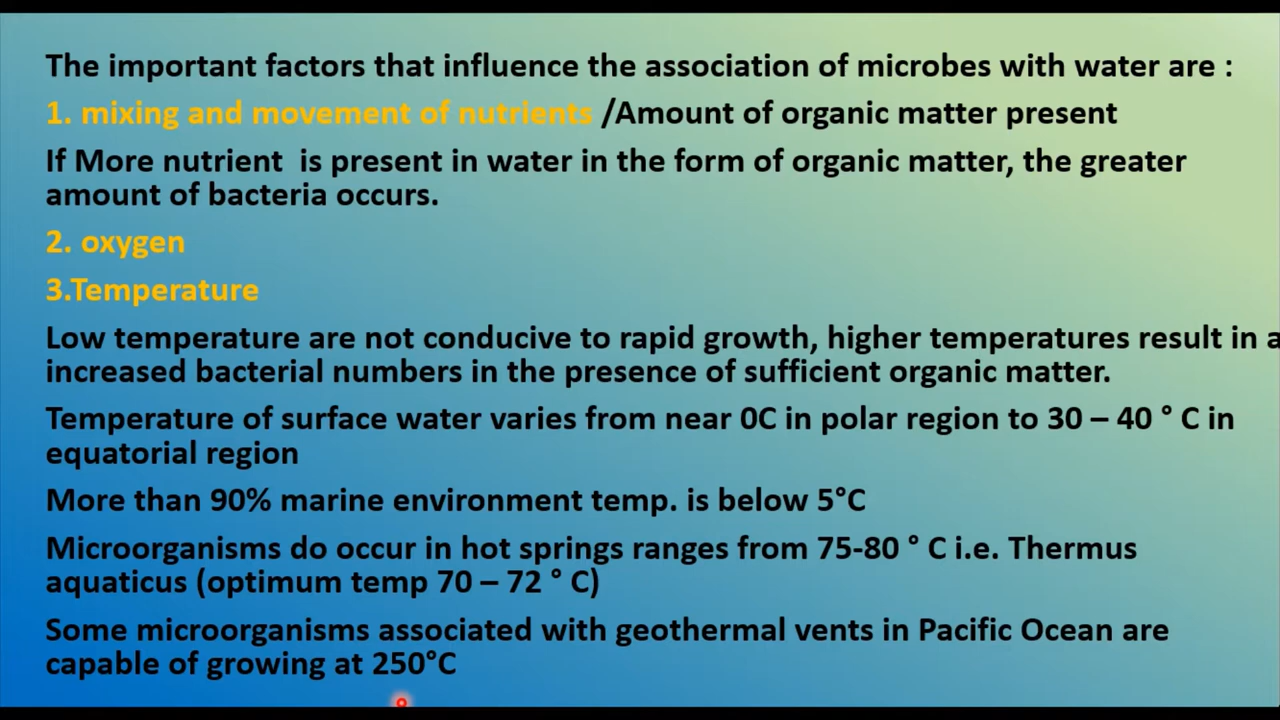 The important factors that influence the association of microbes with water are :
1. mixing and movement of nutrients /Amount of organic matter present
If More nutrient  is present in water in the form of organic matter, the greater
amount of bacteria occurs.
2. oxygen
3.Temperature
Low temperature are not conducive to rapid growth, higher temperatures result in a
increased bacterial numbers in the presence of sufficient organic matter.
Temperature of surface water varies from near 0C in polar region to 30 – 40 ° C in
equatorial region
More than 90% marine environment temp. is below 5°C
Microorganisms do occur in hot springs ranges from 75-80 ° C i.e. Thermus
aquaticus (optimum temp 70 – 72 ° C)
Some microorganisms associated with geothermal vents in Pacific Ocean are
capable of growing at 250°C